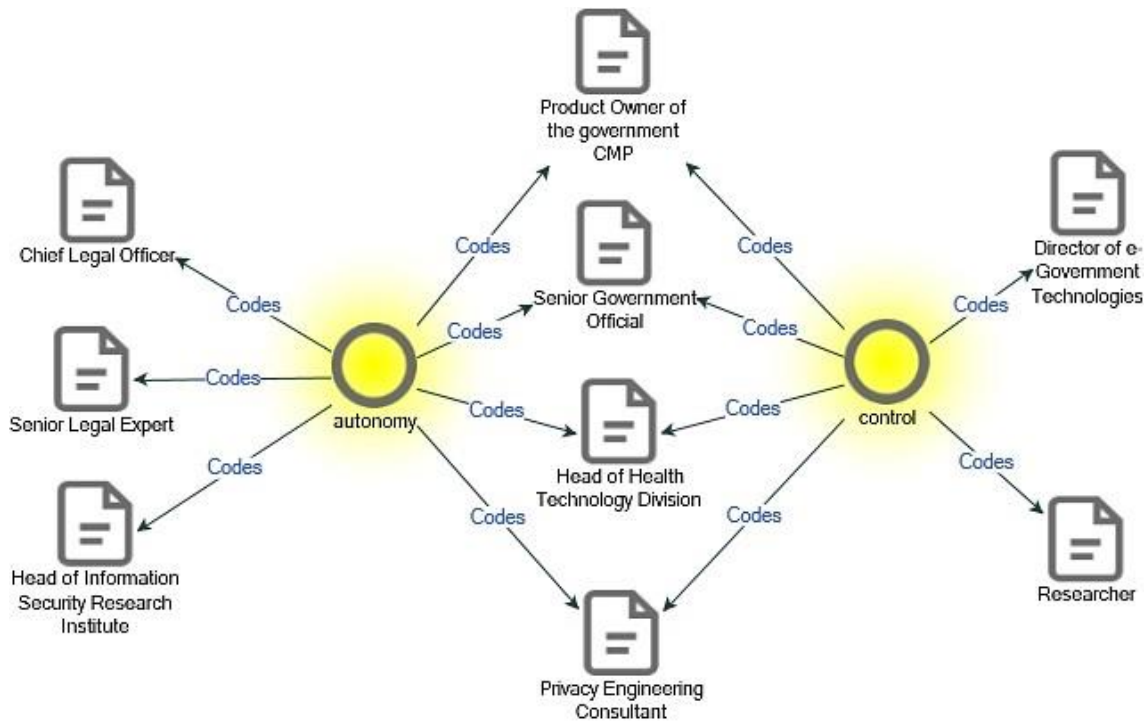 Product Owner of
the government
CMP
Chief Legal Officer
Codes
Codes
Codes
Director of e-
Government
Technologies
Codes
Senior Government
Official
Codes
Codes
Codes
Senior Legal Expert
Codes
autonomy
Codes
Codes
control
Codes
Head of Health
Technology Division
Codes
Codes
Codes
Head of Information
Security Research
Institute
Researcher
Privacy Engineering
Consultant